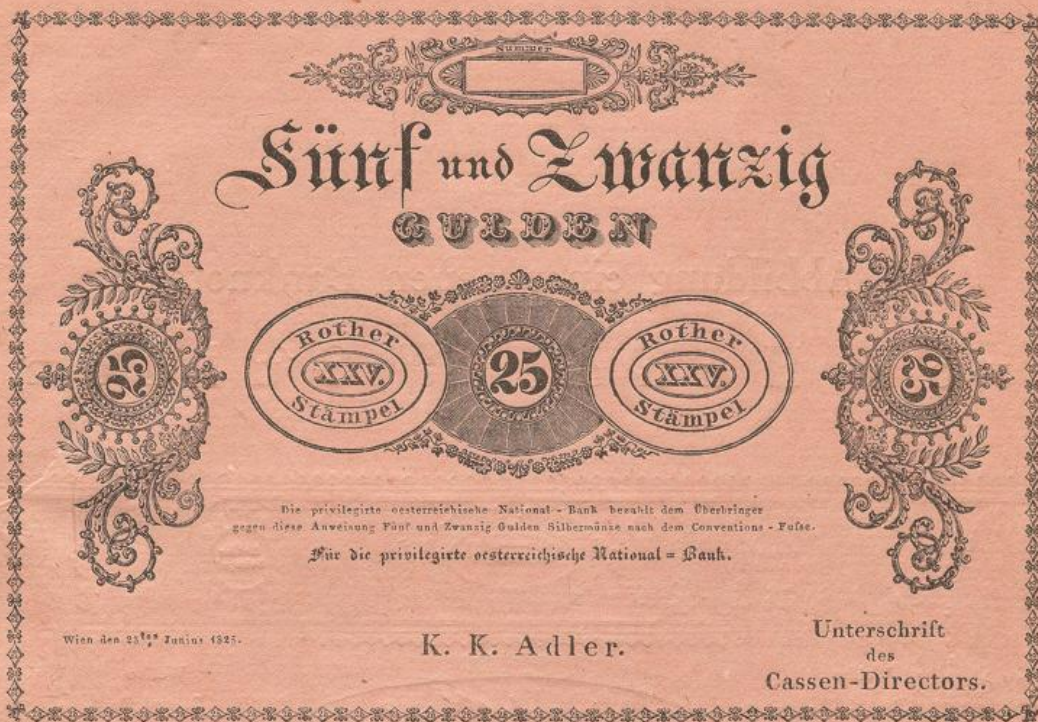 Nummer
Fünf und Zwanzig
GULDEN
Rother
XXV.
Stämpel
25
Rother
XXV.
Stämpel
25
25
Die privilegirte oesterreichische National - Bank bezahlt dem Überbringer
gegen diese Anweisung Fünf und Zwanzig Gulden Silbermünze nach dem Conventions - Fuſse.
Für die privilegirte oesterreichische National = Bank.
Wien den 23ten Junius 1825.
K. K. Adler.
Unterschrift
des
Cassen-Directors.